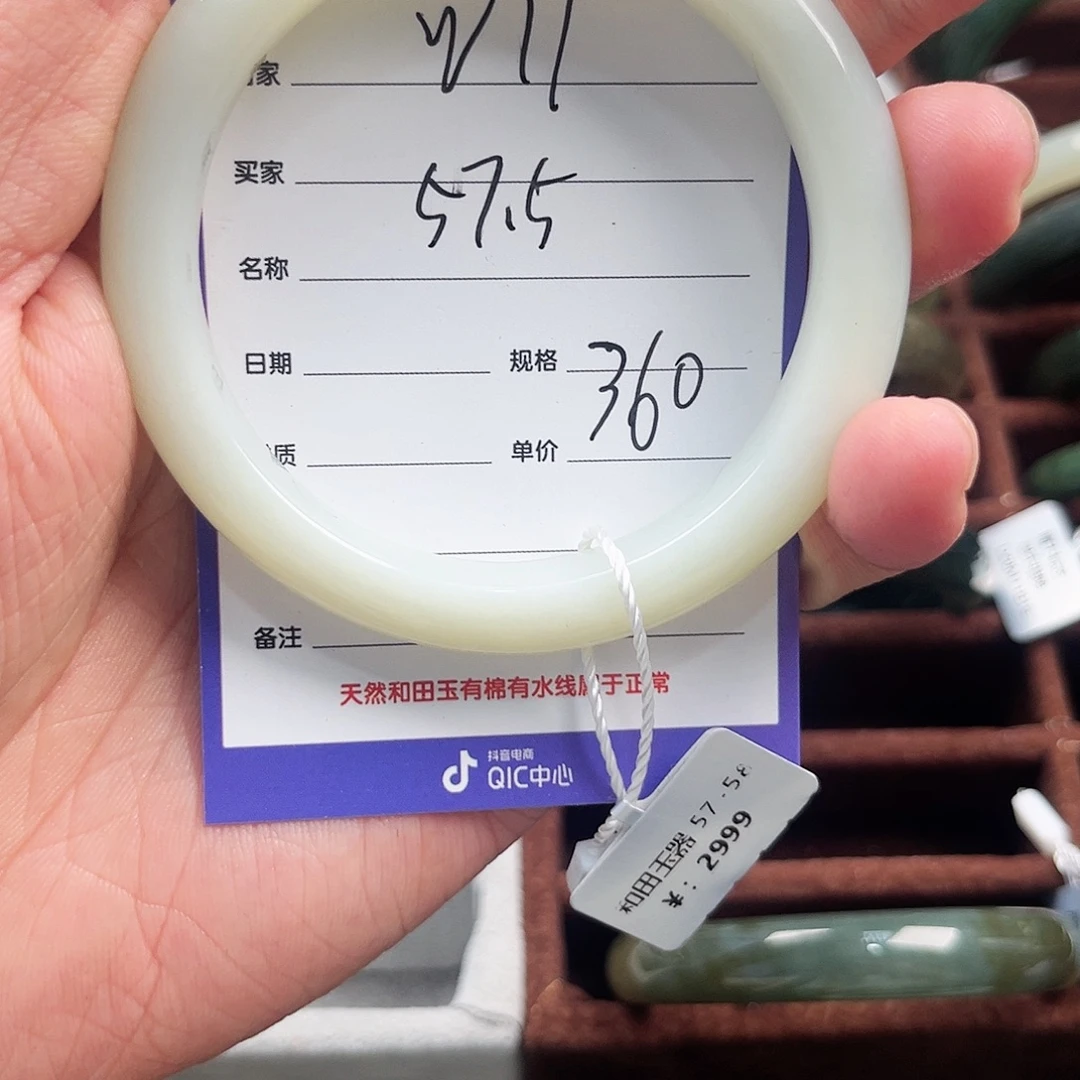 家
买家
57.5
名称
日期 规格 360
质 单价
备注
天然和田玉有棉有水线属于正常
抖音电商
QIC中心
和田玉器 57.58
¥: 2999